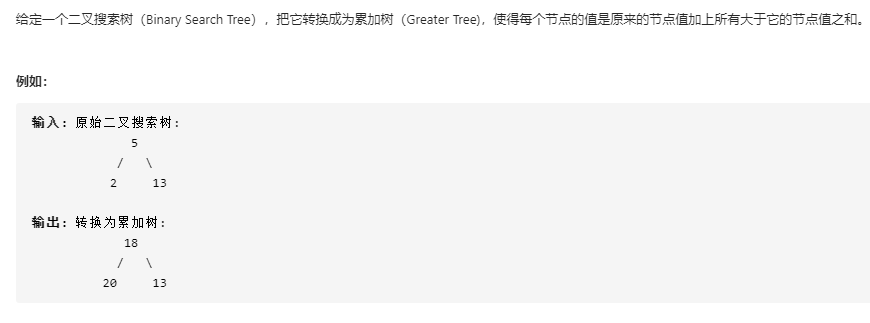 给定一个二叉搜索树（Binary Search Tree），把它转换成为累加树（Greater Tree)，使得每个节点的值是原来的节点值加上所有大于它的节点值之和。
例如：
输入: 原始二叉搜索树:
5
/ \
2 13
输出: 转换为累加树:
18
/ \
20 13